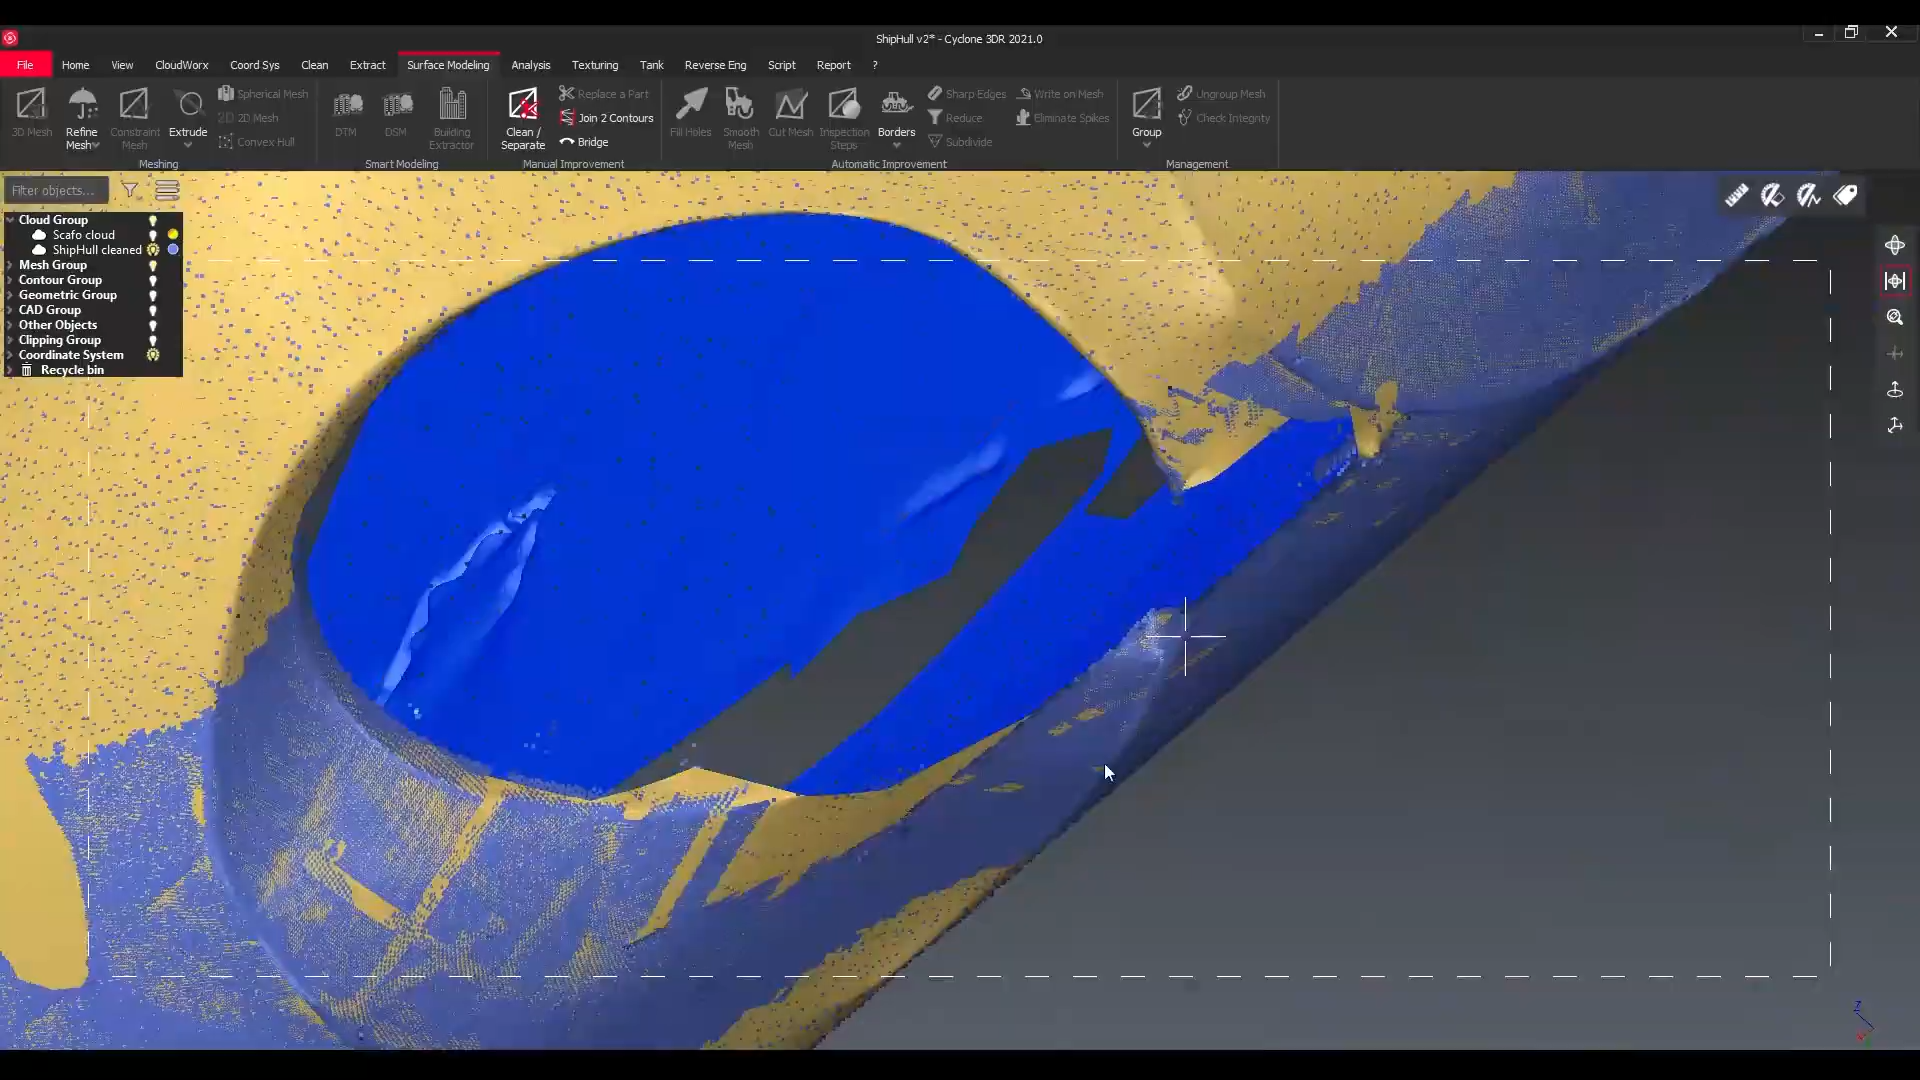 ShipHull v2* - Cyclone 3DR 2021.0
File Home View CloudWorx Coord Sys Clean Extract Surface Modeling Analysis Texturing Tank Reverse Eng Script Report ?
3D Mesh
Refine Mesh
Constraint Mesh
Extrude
Spherical Mesh
2D 2D Mesh
Convex Hull
Meshing
DTM
DSM
Building Extractor
Smart Modeling
Clean / Separate
Replace a Part
Join 2 Contours
Bridge
Manual Improvement
Fill Holes
Smooth Mesh
Cut Mesh
Inspection Steps
Borders
Sharp Edges
Reduce
Subdivide
Write on Mesh
Eliminate Spikes
Automatic Improvement
Group
Ungroup Mesh
Check Integrity
Management
Filter objects...
Cloud Group
Scafo cloud
ShipHull cleaned
Mesh Group
Contour Group
Geometric Group
CAD Group
Other Objects
Clipping Group
Coordinate System
Recycle bin
Z